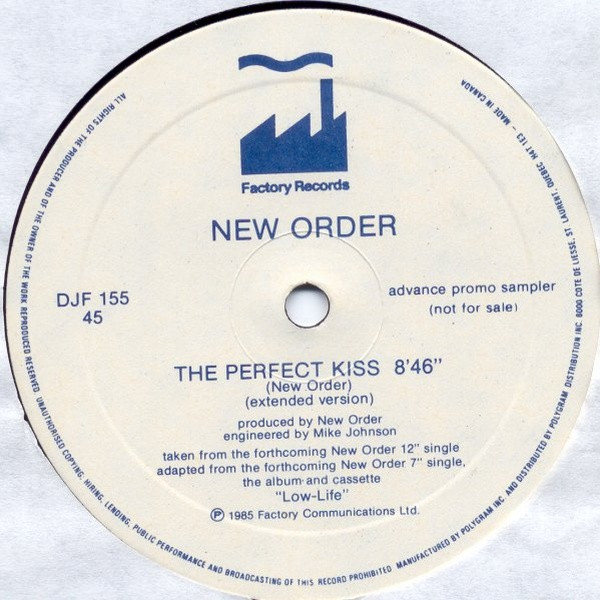 Factory Records
NEW ORDER
DJF 155
45
advance promo sampler
(not for sale)
THE PERFECT KISS 8'46"
(New Order)
(extended version)
produced by New Order
engineered by Mike Johnson
taken from the forthcoming New Order 12" single
adapted from the forthcoming New Order 7" single,
the album and cassette
"Low-Life"
Ⓟ 1985 Factory Communications Ltd.
ALL RIGHTS OF THE PRODUCER AND OF THE OWNER OF THE WORK REPRODUCED RESERVED. UNAUTHORISED COPYING, HIRING, LENDING, PUBLIC PERFORMANCE AND BROADCASTING OF THIS RECORD PROHIBITED MANUFACTURED BY POLYGRAM INC. AND DISTRIBUTED BY POLYGRAM DISTRIBUTION INC. 6000 COTE DE LIESSE, ST. LAURENT, QUEBEC H4T 1E3 – MADE IN CANADA